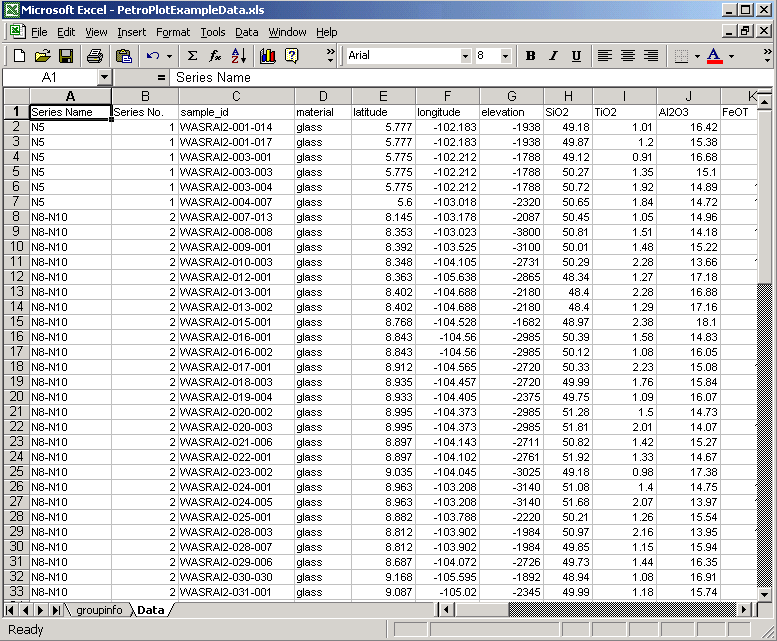 Microsoft Excel - PetroPlotExampleData.xls
File Edit View Insert Format Tools Data Window Help
Arial 8 B I U
A1 = Series Name
A B C D E F G H I J K
1 Series Name Series No. sample_id material latitude longitude elevation SiO2 TiO2 Al2O3 FeOT
2 N5 1 WASRAI2-001-014 glass 5.777 -102.183 -1938 49.18 1.01 16.42
3 N5 1 WASRAI2-001-017 glass 5.777 -102.183 -1938 49.87 1.2 15.38
4 N5 1 WASRAI2-003-001 glass 5.775 -102.212 -1788 49.12 0.91 16.68
5 N5 1 WASRAI2-003-003 glass 5.775 -102.212 -1788 50.27 1.35 15.1
6 N5 1 WASRAI2-003-004 glass 5.775 -102.212 -1788 50.72 1.92 14.89
7 N5 1 WASRAI2-004-007 glass 5.6 -103.018 -2320 50.65 1.84 14.72
8 N8-N10 2 WASRAI2-007-013 glass 8.145 -103.178 -2087 50.45 1.05 14.96
9 N8-N10 2 WASRAI2-008-008 glass 8.353 -103.023 -3800 50.81 1.51 14.18
10 N8-N10 2 WASRAI2-009-001 glass 8.392 -103.525 -3100 50.01 1.48 15.22
11 N8-N10 2 WASRAI2-010-003 glass 8.348 -104.105 -2731 50.29 2.28 13.66
12 N8-N10 2 WASRAI2-012-001 glass 8.363 -105.638 -2865 48.34 1.27 17.18
13 N8-N10 2 WASRAI2-013-001 glass 8.402 -104.688 -2180 48.4 2.28 16.88
14 N8-N10 2 WASRAI2-013-002 glass 8.402 -104.688 -2180 48.4 1.29 17.16
15 N8-N10 2 WASRAI2-015-001 glass 8.768 -104.528 -1682 48.97 2.38 18.1
16 N8-N10 2 WASRAI2-016-001 glass 8.843 -104.56 -2985 50.39 1.58 14.83
17 N8-N10 2 WASRAI2-016-002 glass 8.843 -104.56 -2985 50.12 1.08 16.05
18 N8-N10 2 WASRAI2-017-001 glass 8.912 -104.565 -2720 50.33 2.23 15.08
19 N8-N10 2 WASRAI2-018-003 glass 8.935 -104.457 -2720 49.99 1.76 15.84
20 N8-N10 2 WASRAI2-019-004 glass 8.933 -104.405 -2375 49.75 1.09 16.07
21 N8-N10 2 WASRAI2-020-002 glass 8.995 -104.373 -2985 51.28 1.5 14.73
22 N8-N10 2 WASRAI2-020-003 glass 8.995 -104.373 -2985 51.81 2.01 14.07
23 N8-N10 2 WASRAI2-021-006 glass 8.897 -104.143 -2711 50.82 1.42 15.27
24 N8-N10 2 WASRAI2-022-001 glass 8.897 -104.102 -2761 51.92 1.33 14.67
25 N8-N10 2 WASRAI2-023-002 glass 9.035 -104.045 -3025 49.18 0.98 17.38
26 N8-N10 2 WASRAI2-024-001 glass 8.963 -103.208 -3140 51.08 1.4 14.75
27 N8-N10 2 WASRAI2-024-005 glass 8.963 -103.208 -3140 51.68 2.07 13.97
28 N8-N10 2 WASRAI2-025-001 glass 8.882 -103.788 -2220 50.21 1.26 15.54
29 N8-N10 2 WASRAI2-028-003 glass 8.812 -103.902 -1984 50.97 2.16 13.95
30 N8-N10 2 WASRAI2-028-007 glass 8.812 -103.902 -1984 49.85 1.15 15.94
31 N8-N10 2 WASRAI2-029-006 glass 8.687 -104.072 -2726 49.73 1.44 16.35
32 N8-N10 2 WASRAI2-030-030 glass 9.168 -105.595 -1892 48.94 1.08 16.91
33 N8-N10 2 WASRAI2-031-001 glass 9.087 -105.02 -2345 49.99 1.18 15.74
groupinfo Data
Ready